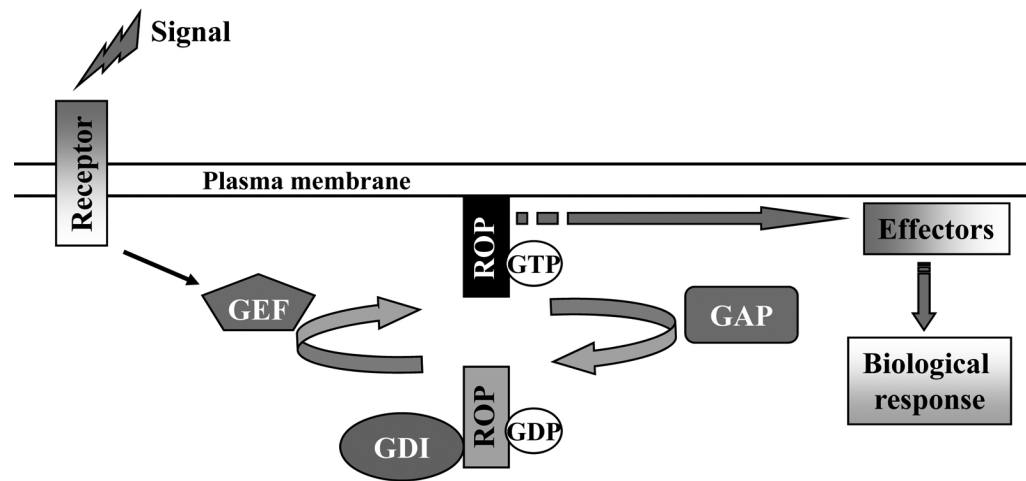 Signal
Receptor
Plasma membrane
ROP
GTP
Effectors
GEF
GAP
Biological
response
ROP
GDP
GDI